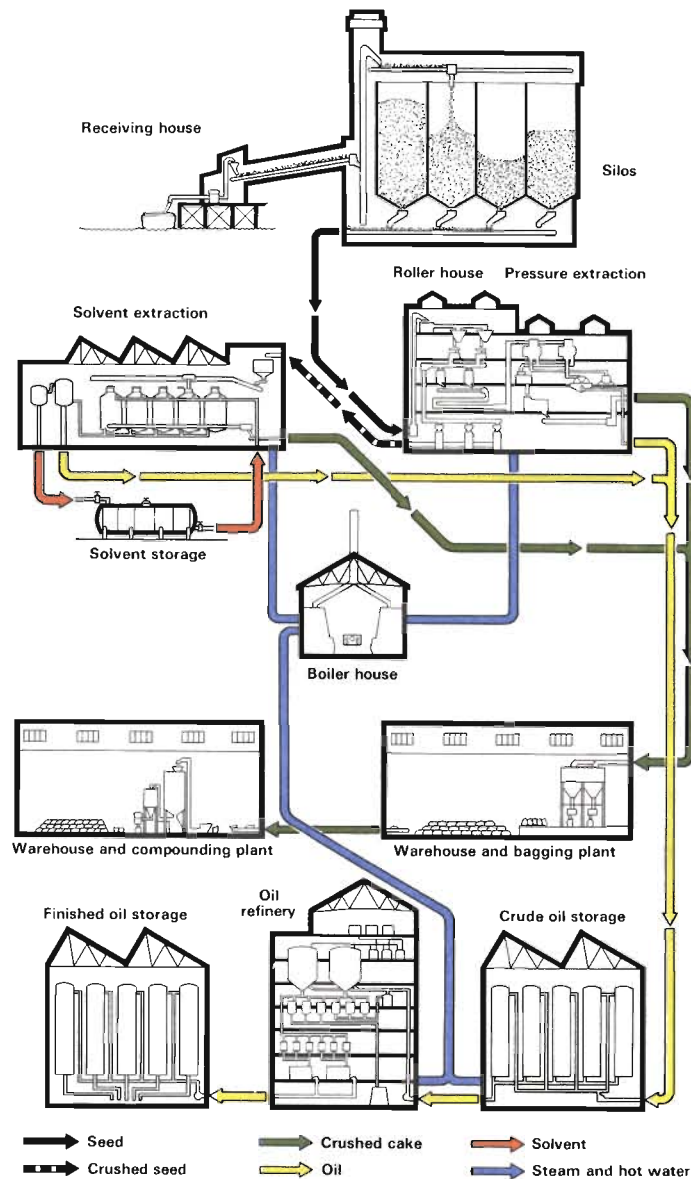 Receiving house
Silos
Roller house
Pressure extraction
Solvent extraction
Solvent storage
Boiler house
Warehouse and compounding plant
Warehouse and bagging plant
Oil
refinery
Finished oil storage
Crude oil storage
Seed
Crushed cake
Solvent
Crushed seed
Oil
Steam and hot water